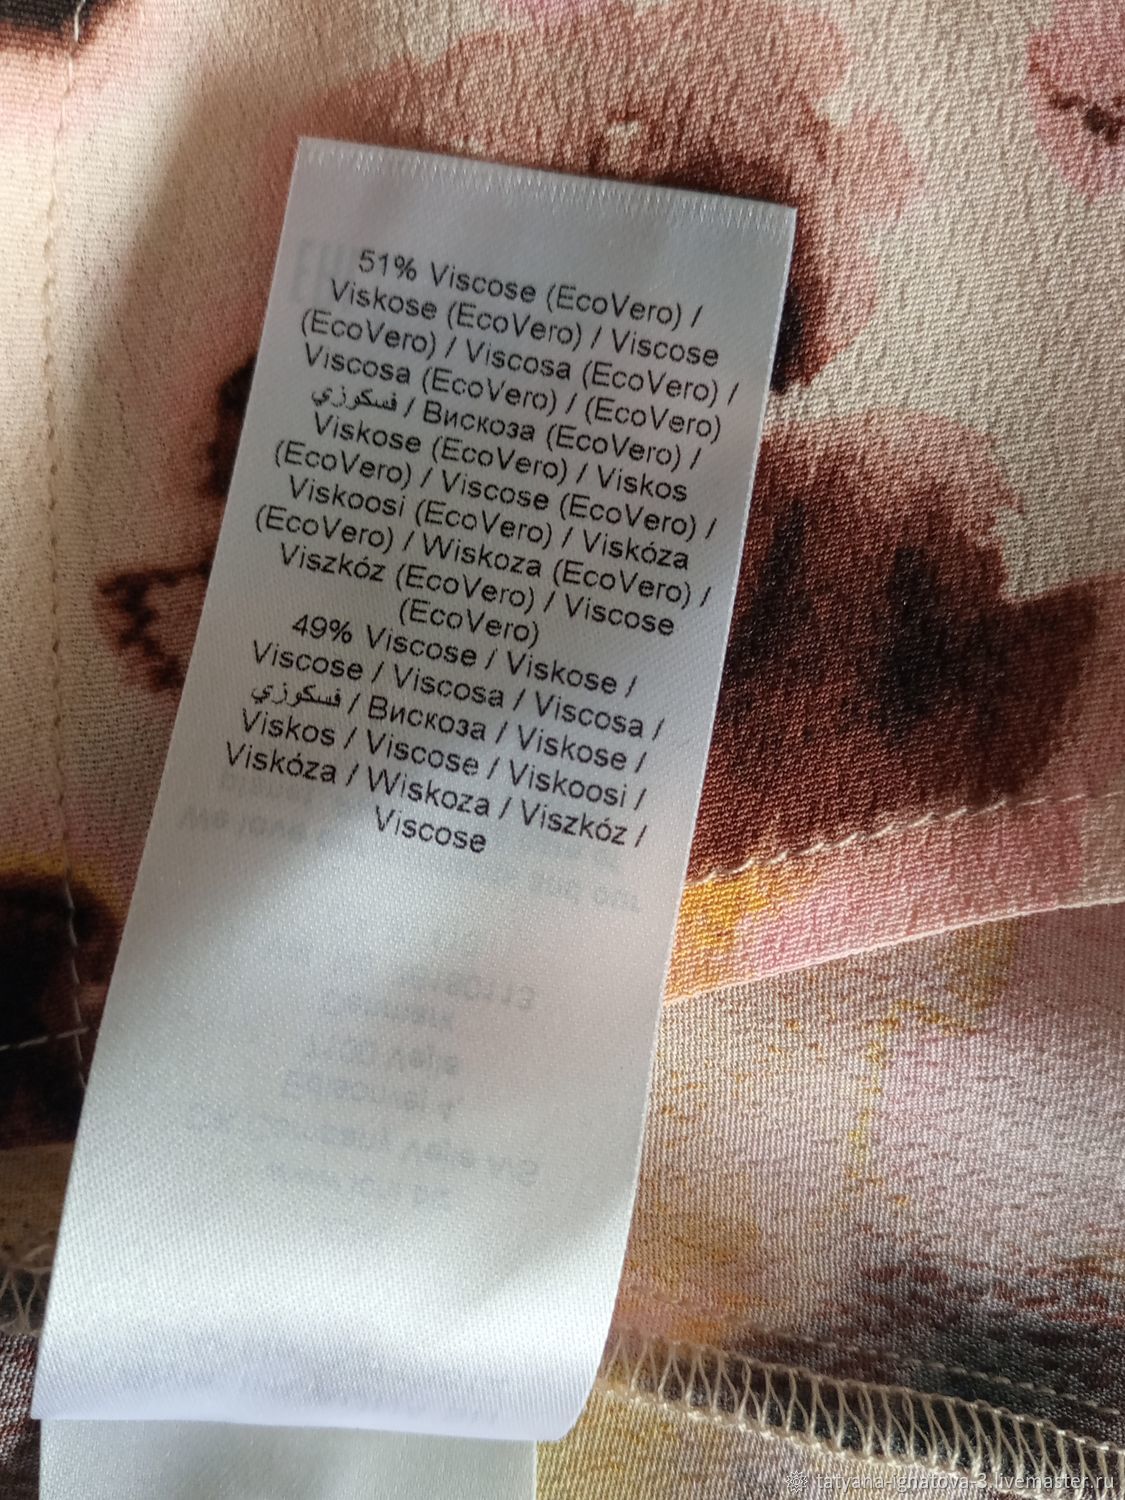 51% Viscose (EcoVero) /
Viskose (EcoVero) / Viscose
(EcoVero) / Viscosa (EcoVero) /
Viscosa (EcoVero) / (EcoVero)
فسكوزي / Вискоза (EcoVero) /
Viskose (EcoVero) / Viskos
(EcoVero) / Viscose (EcoVero) /
Viskoosi (EcoVero) / Viskóza
(EcoVero) / Wiskoza (EcoVero) /
Viszkóz (EcoVero) / Viscose
(EcoVero)
49% Viscose / Viskose /
Viscose / Viscosa / Viscosa /
فسكوزي / Вискоза / Viskose /
Viskos / Viscose / Viskoosi /
Viskóza / Wiskoza / Viszkóz /
Viscose
tatyana-ighatova-3.livemaster.ru